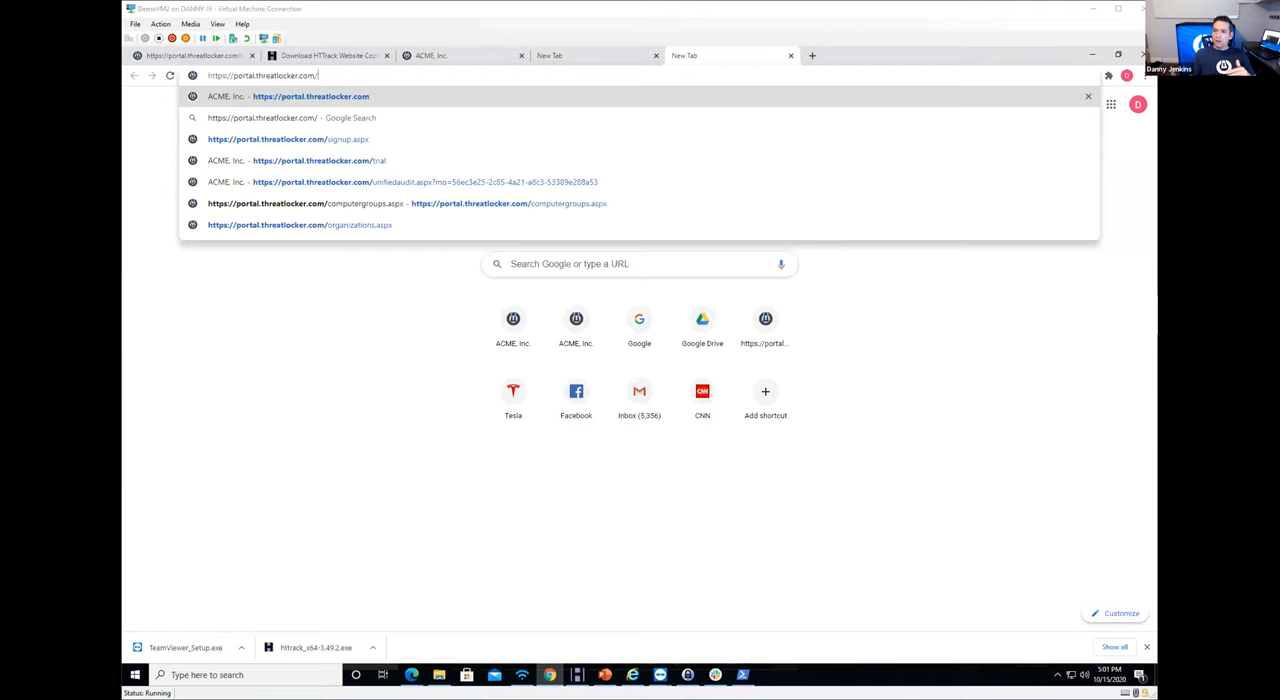 DemoVM2 on DANNY-I9 - Virtual Machine Connection
File Action Media View Help
https://portal.threatlocker.com/
Download HTTrack Website Cop
ACME, Inc.
New Tab
New Tab
Danny Jenkins
https://portal.threatlocker.com/
D
ACME, Inc. - https://portal.threatlocker.com
https://portal.threatlocker.com/ - Google Search
https://portal.threatlocker.com/signup.aspx
ACME, Inc. - https://portal.threatlocker.com/trial
ACME, Inc. - https://portal.threatlocker.com/unifiedaudit.aspx?mo=56ec3e25-2c85-4a21-a8c3-53389e288a53
https://portal.threatlocker.com/computergroups.aspx - https://portal.threatlocker.com/computergroups.aspx
https://portal.threatlocker.com/organizations.aspx
D
Search Google or type a URL
ACME, Inc.
ACME, Inc.
Google
Google Drive
https://portal...
Tesla
Facebook
Inbox (5,356)
CNN
Add shortcut
Customize
TeamViewer_Setup.exe
httrack_x64-3.49.2.exe
Show all
Type here to search
5:01 PM
10/15/2020
Status: Running